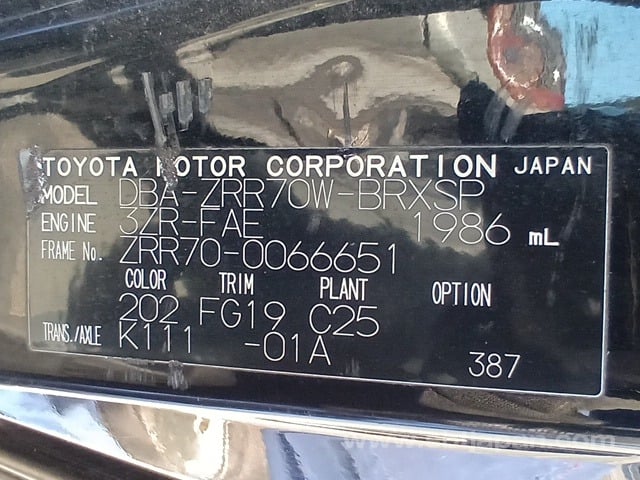 TOYOTA MOTOR CORPORATION JAPAN
MODEL DBA-ZRR70W-BRXSP
ENGINE 3ZR-FAE 1986 mL
FRAME No. ZRR70-0066651
COLOR TRIM PLANT OPTION
202 FG19 C25
TRANS./AXLE K111 -01A 387